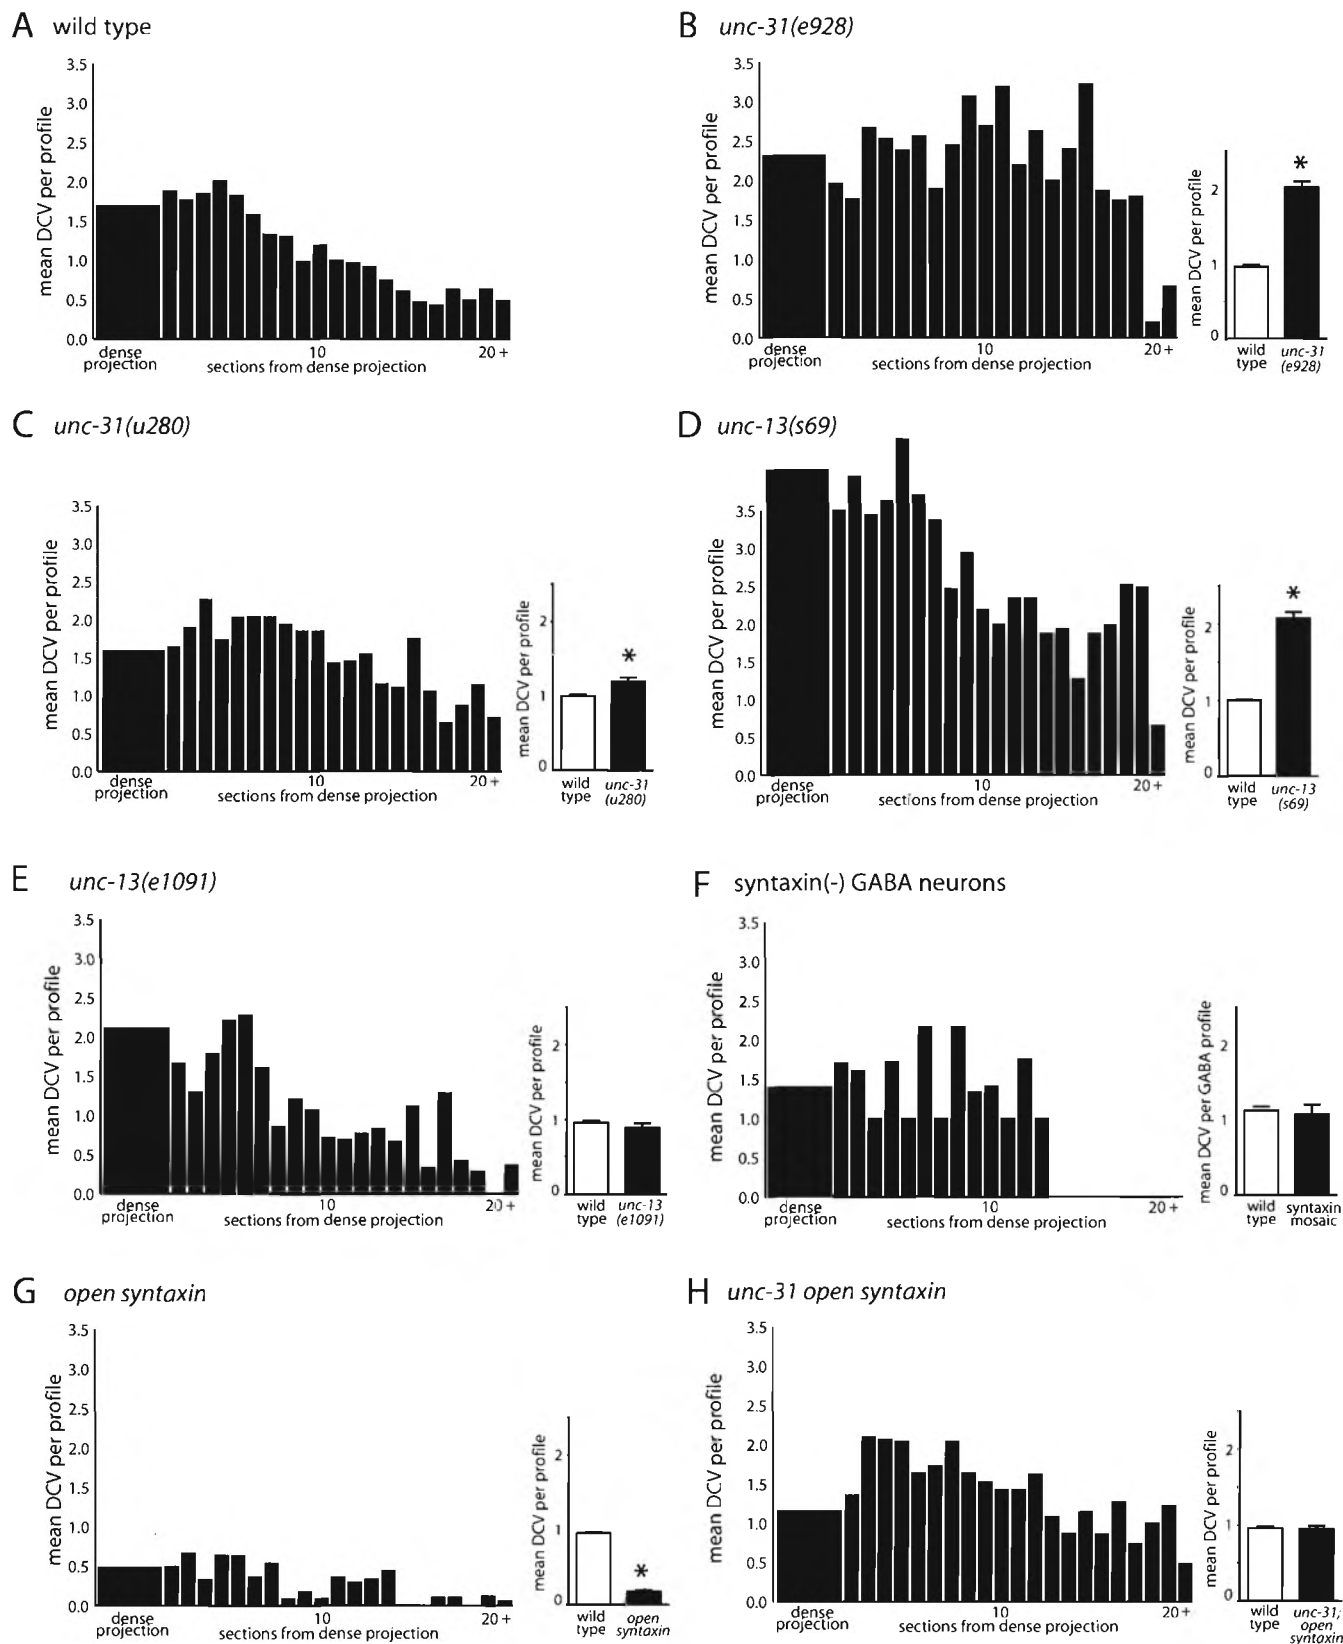 A wild type
3.5
3.0
2.5
2.0
1.5
1.0
0.5
0.0
mean DCV per profile
dense
projection
10
20 +
sections from dense projection
B unc-31(e928)
3.5
3.0
2.5
2.0
1.5
1.0
0.5
0.0
mean DCV per profile
dense
projection
10
20 +
sections from dense projection
mean DCV per profile
2
1
0
*
wild
type
unc-31
(e928)
C unc-31(u280)
3.5
3.0
2.5
2.0
1.5
1.0
0.5
0.0
mean DCV per profile
dense
projection
10
20 +
sections from dense projection
mean DCV per profile
2
1
0
*
wild
type
unc-31
(u280)
D unc-13(s69)
3.5
3.0
2.5
2.0
1.5
1.0
0.5
0.0
mean DCV per profile
dense
projection
10
20 +
sections from dense projection
mean DCV per profile
2
1
0
*
wild
type
unc-13
(s69)
E unc-13(e1091)
3.5
3.0
2.5
2.0
1.5
1.0
0.5
0.0
mean DCV per profile
dense
projection
10
20 +
sections from dense projection
mean DCV per profile
2
1
0
wild
type
unc-13
(e1091)
F syntaxin(-) GABA neurons
3.5
3.0
2.5
2.0
1.5
1.0
0.5
0.0
mean DCV per profile
dense
projection
10
20 +
sections from dense projection
mean DCV per GABA profile
2
1
0
wild
type
syntaxin
mosaic
G open syntaxin
3.5
3.0
2.5
2.0
1.5
1.0
0.5
0.0
mean DCV per profile
dense
projection
10
20 +
sections from dense projection
mean DCV per profile
2
1
0
*
wild
type
open
syntaxin
H unc-31 open syntaxin
3.5
3.0
2.5
2.0
1.5
1.0
0.5
0.0
mean DCV per profile
dense
projection
10
20 +
sections from dense projection
mean DCV per profile
2
1
0
wild
type
unc-31;
open
syntaxin